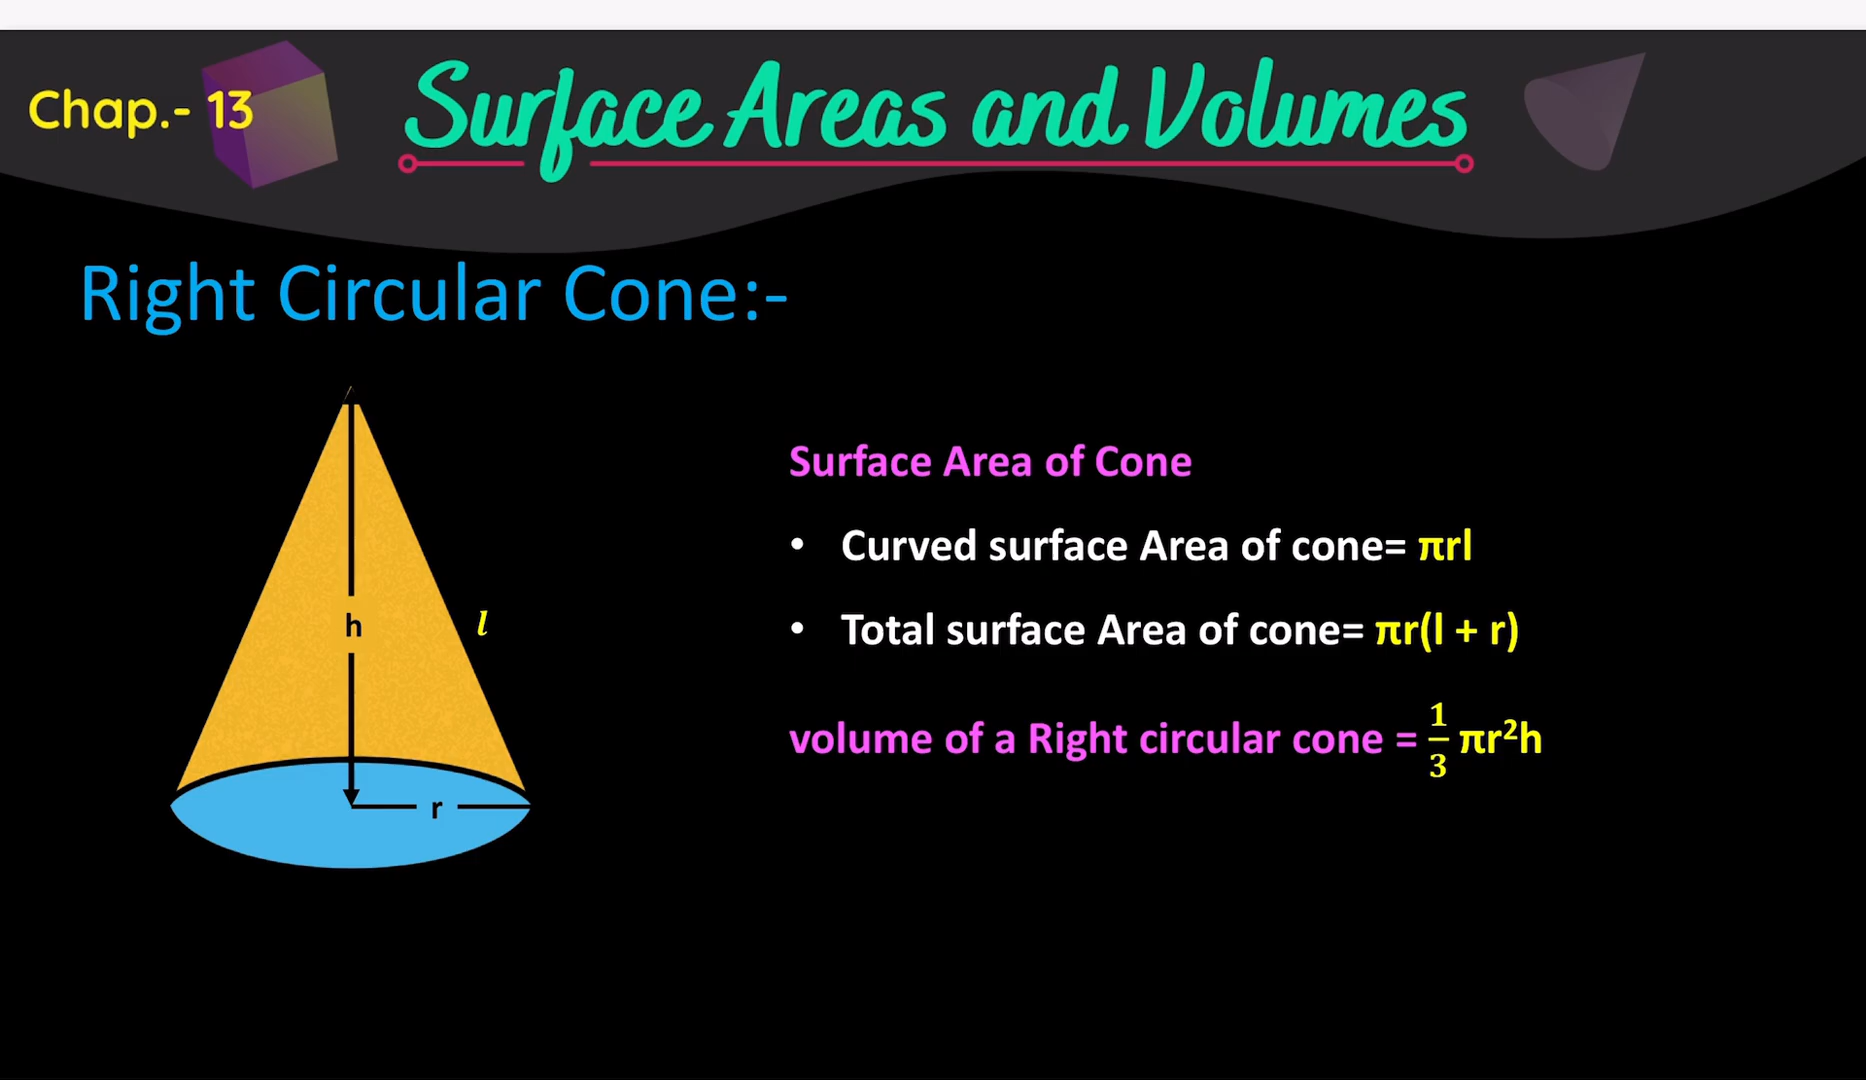 Chap.- 13
Surface Areas and Volumes
Right Circular Cone:-
h
l
r
Surface Area of Cone
• Curved surface Area of cone= πrl
• Total surface Area of cone= πr(l + r)
volume of a Right circular cone = 1/3 πr²h